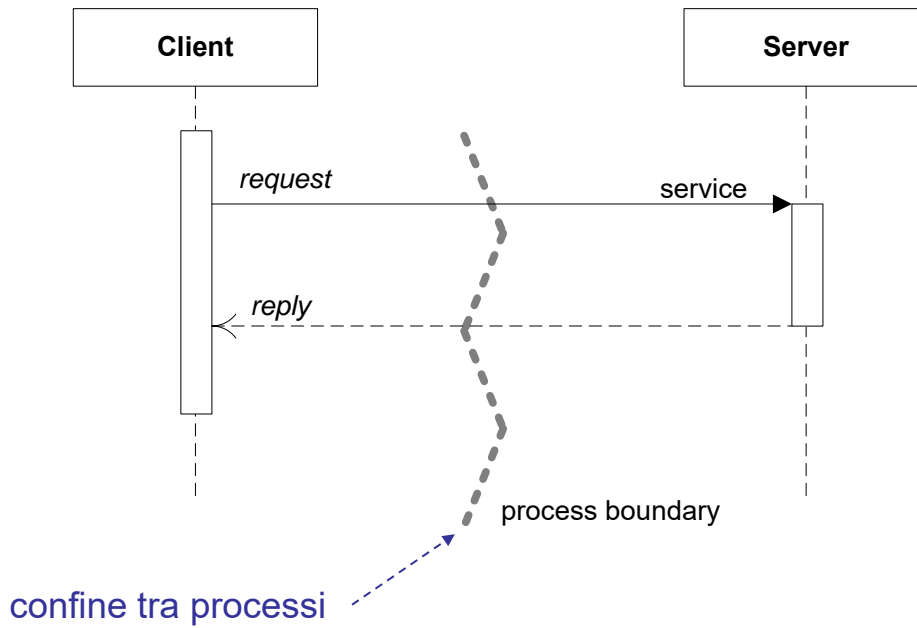 Client
Server
request
service
reply
process boundary
confine tra processi